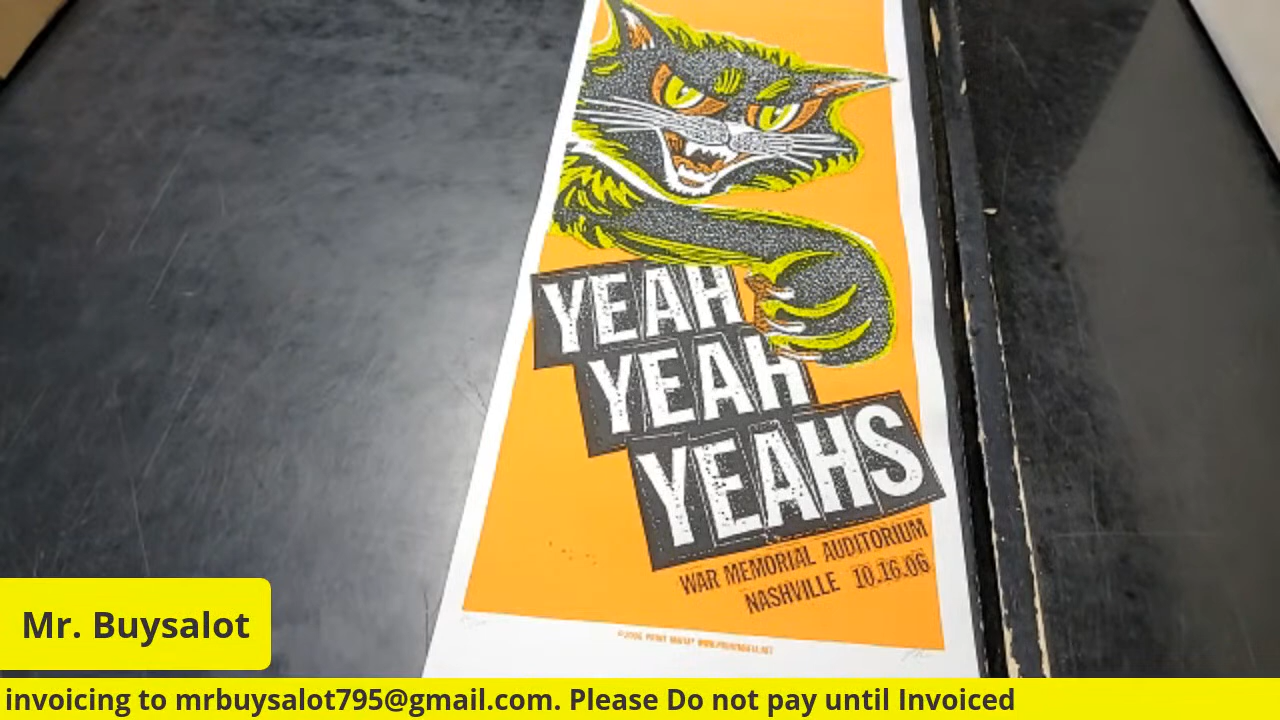 YEAH
YEAH
YEAHS
WAR MEMORIAL AUDITORIUM
NASHVILLE 10.16.06
Mr. Buysalot
invoicing to mrbuysalot795@gmail.com. Please Do not pay until Invoiced